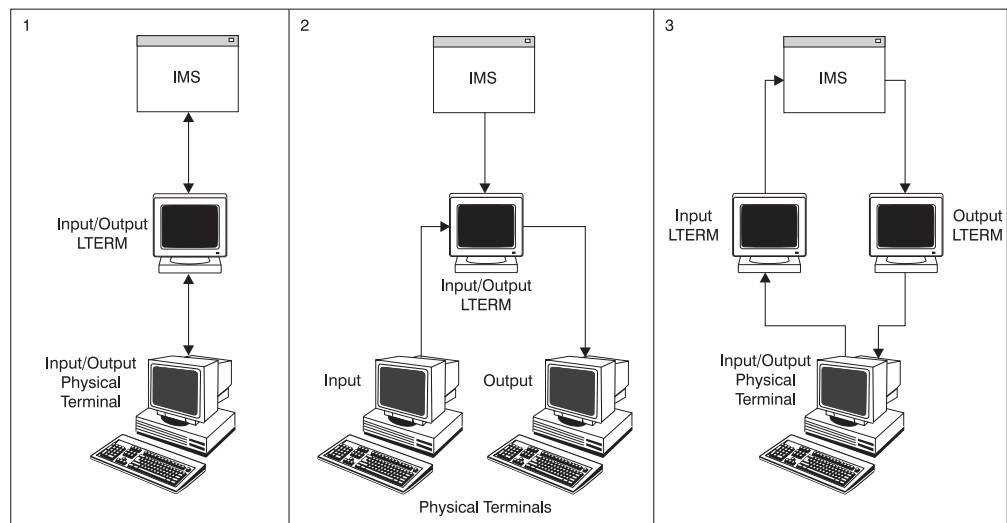 1
IMS
Input/Output
LTERM
Input/Output
Physical
Terminal
2
IMS
Input/Output
LTERM
Input
Output
Physical Terminals
3
IMS
Input
LTERM
Output
LTERM
Input/Output
Physical
Terminal